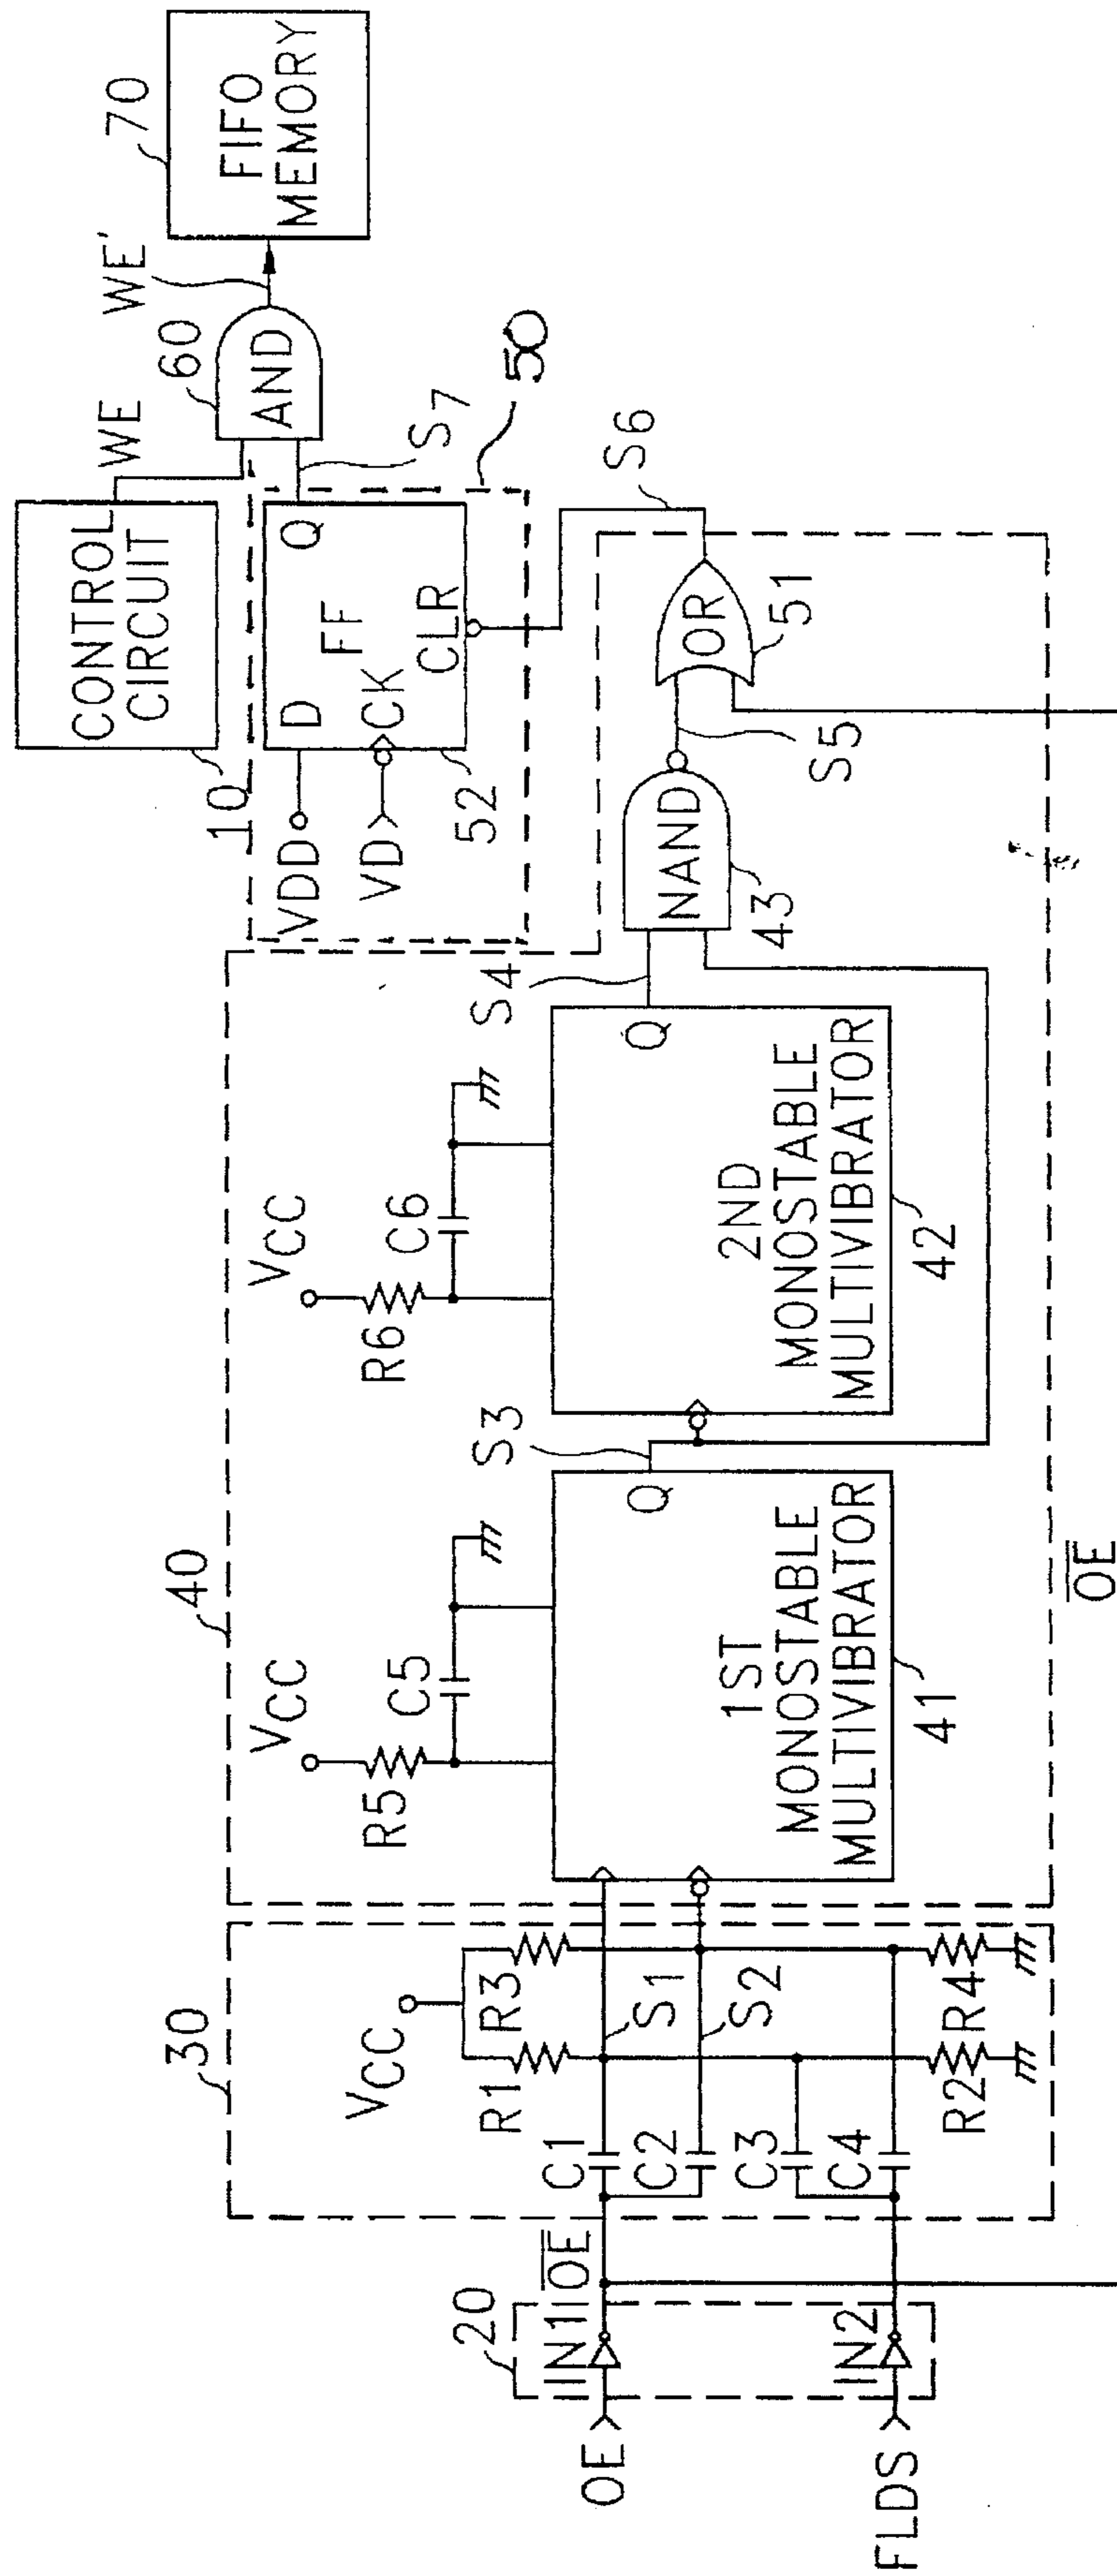 OE
FLDS
20
IN1
IN2
OE
30
VCC
R1
R3
C1
C2
C3
C4
S1
S2
R2
R4
40
VCC
R5
C5
1ST
MONOSTABLE
MULTIVIBRATOR
41
Q
S3
VCC
R6
C6
2ND
MONOSTABLE
MULTIVIBRATOR
42
Q
S4
NAND
43
S5
OR
51
S6
OE
CONTROL
CIRCUIT
10
WE
VDD
VD
D
CK
FF
Q
CLR
52
50
S7
AND
60
WE'
FIFO
MEMORY
70